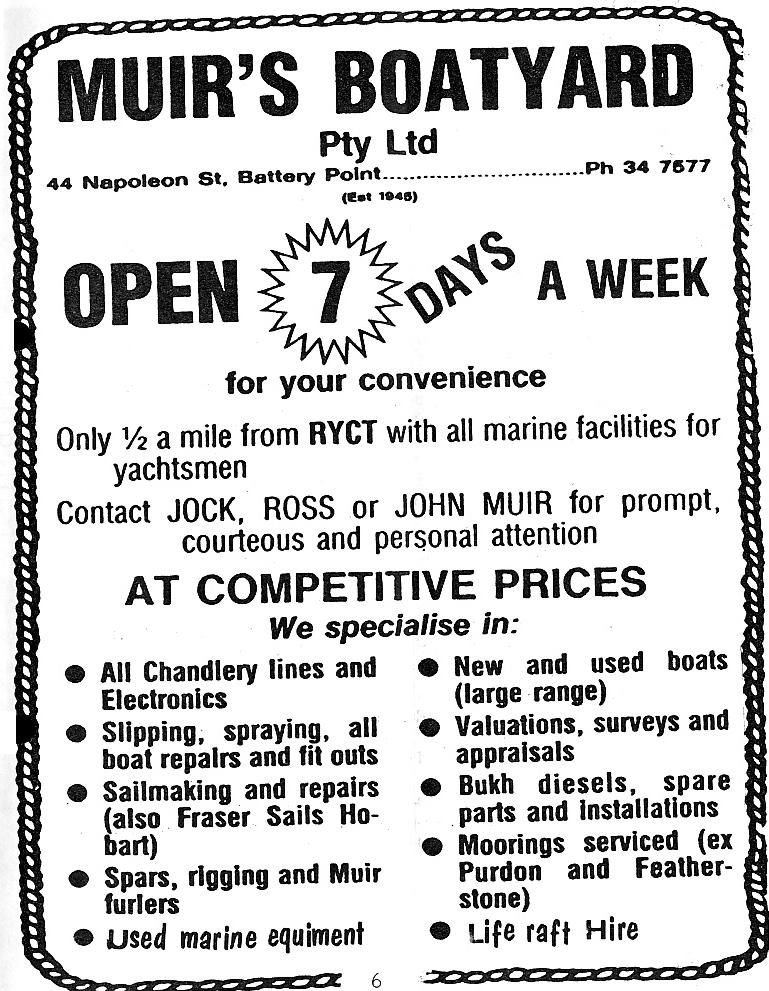 MUIR'S BOATYARD
Pty Ltd
44 Napoleon St, Battery Point............................Ph 34 7577
(Est 1948)
OPEN 7 DAYS A WEEK
for your convenience
Only ½ a mile from RYCT with all marine facilities for
yachtsmen
Contact JOCK, ROSS or JOHN MUIR for prompt,
courteous and personal attention
AT COMPETITIVE PRICES
We specialise in:
● All Chandlery lines and
Electronics
● Slipping, spraying, all
boat repairs and fit outs
● Sailmaking and repairs
(also Fraser Sails Ho-
bart)
● Spars, rigging and Muir
furlers
● Used marine equiment
● New and used boats
(large range)
● Valuations, surveys and
appraisals
● Bukh diesels, spare
parts and installations
● Moorings serviced (ex
Purdon and Feather-
stone)
● Life raft Hire
6